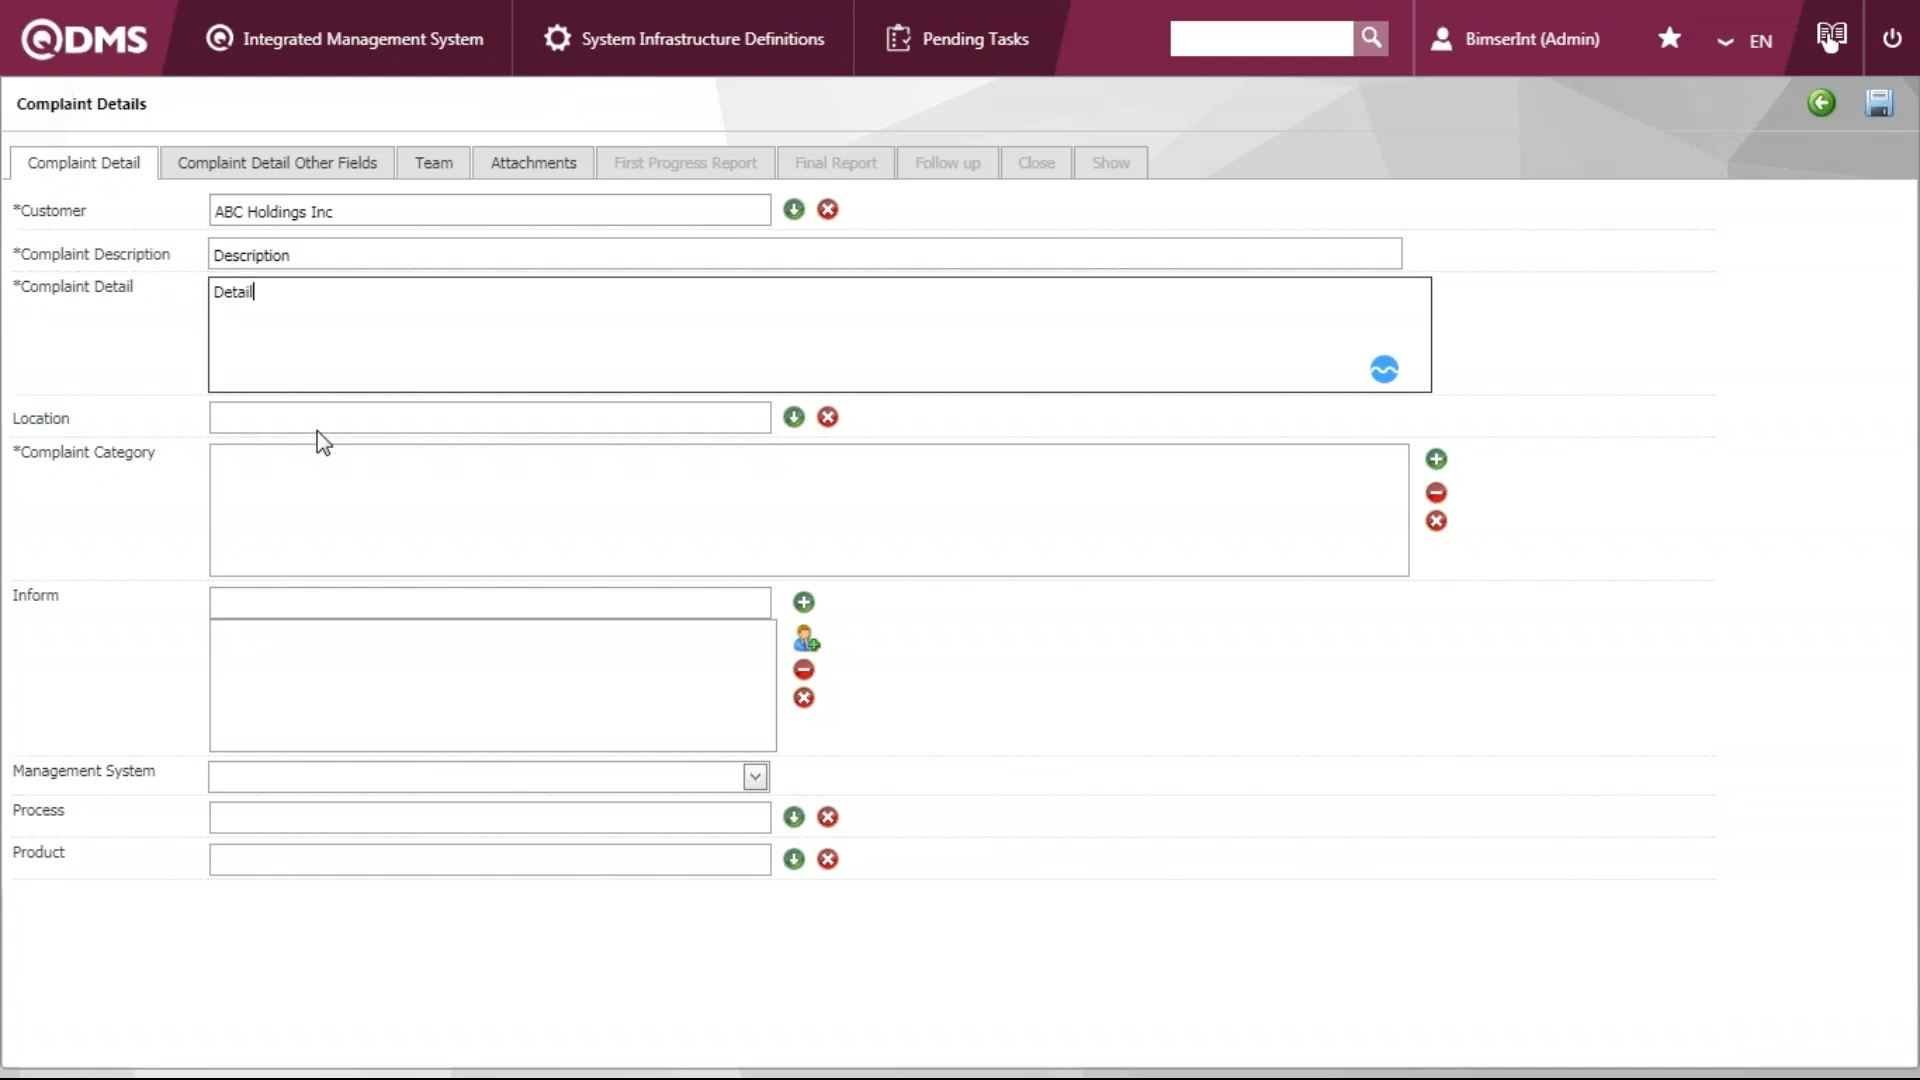 QDMS
Integrated Management System
System Infrastructure Definitions
Pending Tasks
BimserInt (Admin)
EN
Complaint Details
Complaint Detail
Complaint Detail Other Fields
Team
Attachments
First Progress Report
Final Report
Follow up
Close
Show
*Customer
ABC Holdings Inc
*Complaint Description
Description
*Complaint Detail
Detail
Location
*Complaint Category
Inform
Management System
Process
Product